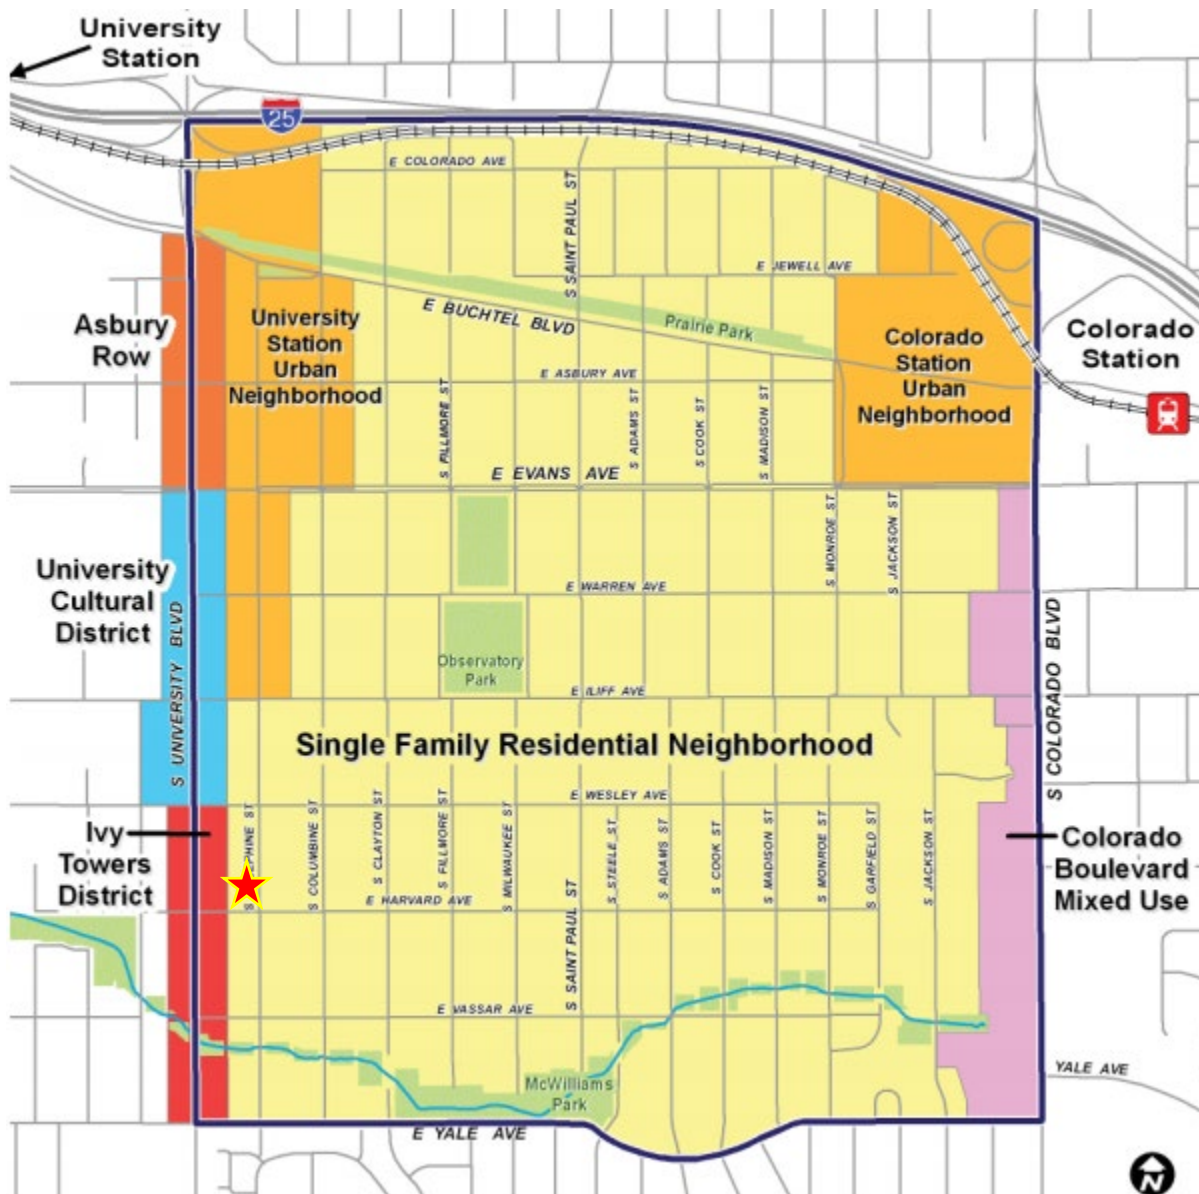 University
Station
25
E COLORADO AVE
S SAINT PAUL ST
E JEWELL AVE
E BUCHTEL BLVD
Prairie Park
Asbury
Row
University
Station
Urban
Neighborhood
Colorado
Station
Urban
Neighborhood
Colorado
Station
E ASBURY AVE
S FILLMORE ST
S ADAMS ST
S COOK ST
S MADISON ST
E EVANS AVE
S MONROE ST
S JACKSON ST
University
Cultural
District
E WARREN AVE
S UNIVERSITY BLVD
S COLORADO BLVD
Observatory
Park
E ILIFF AVE
Single Family Residential Neighborhood
E WESLEY AVE
Ivy
Towers
District
S COLUMBINE ST
S CLAYTON ST
S FILLMORE ST
S MILWAUKEE ST
S STEELE ST
S ADAMS ST
S COOK ST
S MADISON ST
S MONROE ST
S GARFIELD ST
S JACKSON ST
Colorado
Boulevard
Mixed Use
E HARVARD AVE
S SAINT PAUL ST
E VASSAR AVE
McWilliams
Park
YALE AVE
E YALE AVE
N